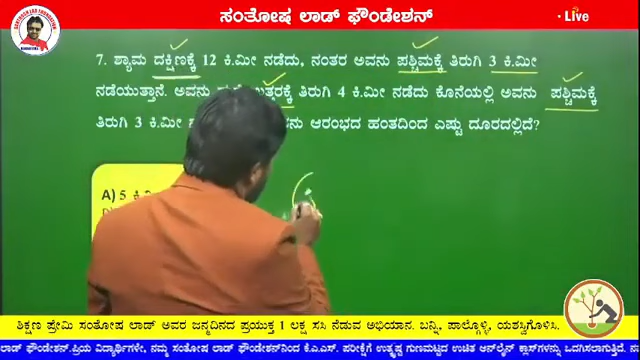 ಸಂತೋಷ ಲಾಡ್ ಫೌಂಡೇಶನ್
Live
7. ಶ್ಯಾಮ ದಕ್ಷಿಣಕ್ಕೆ 12 ಕಿ.ಮೀ ನಡೆದು, ನಂತರ ಅವನು ಪಶ್ಚಿಮಕ್ಕೆ ತಿರುಗಿ 3 ಕಿ.ಮೀ
ನಡೆಯುತ್ತಾನೆ. ಅವನು ಉತ್ತರಕ್ಕೆ ತಿರುಗಿ 4 ಕಿ.ಮೀ ನಡೆದು ಕೊನೆಯಲ್ಲಿ ಅವನು ಪಶ್ಚಿಮಕ್ಕೆ
ತಿರುಗಿ 3 ಕಿ.ಮೀ ಆರಂಭದ ಹಂತದಿಂದ ಎಷ್ಟು ದೂರದಲ್ಲಿದೆ?
A) 5
ಶಿಕ್ಷಣ ಪ್ರೇಮಿ ಸಂತೋಷ ಲಾಡ್ ಅವರ ಜನ್ಮದಿನದ ಪ್ರಯುಕ್ತ 1 ಲಕ್ಷ ಸಸಿ ನೆಡುವ ಅಭಿಯಾನ. ಬನ್ನಿ, ಪಾಲ್ಗೊಳ್ಳಿ, ಯಶಸ್ವಿಗೊಳಿಸಿ.
ಲಾಡ್ ಫೌಂಡೇಶನ್.ಪ್ರಿಯ ವಿದ್ಯಾರ್ಥಿಗಳೇ, ನಮ್ಮ ಸಂತೋಷ ಲಾಡ್ ಫೌಂಡೇಶನ್‌ನಿಂದ ಕೆ.ಎ.ಎಸ್. ಪರೀಕ್ಷೆಗೆ ಉತ್ಕೃಷ್ಟ ಗುಣಮಟ್ಟದ ಉಚಿತ ಆನ್‌ಲೈನ್ ಕ್ಲಾಸ್‌ಗಳನ್ನು ಒದಗಿಸಲಾಗುತ್ತಿದೆ.